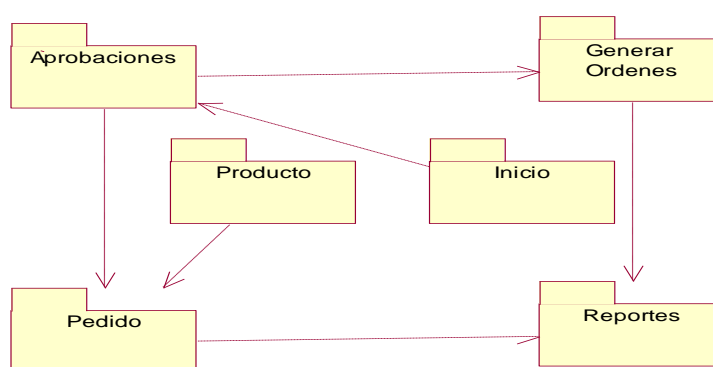 Aprobaciones
Generar
Ordenes
Producto
Inicio
Pedido
Reportes